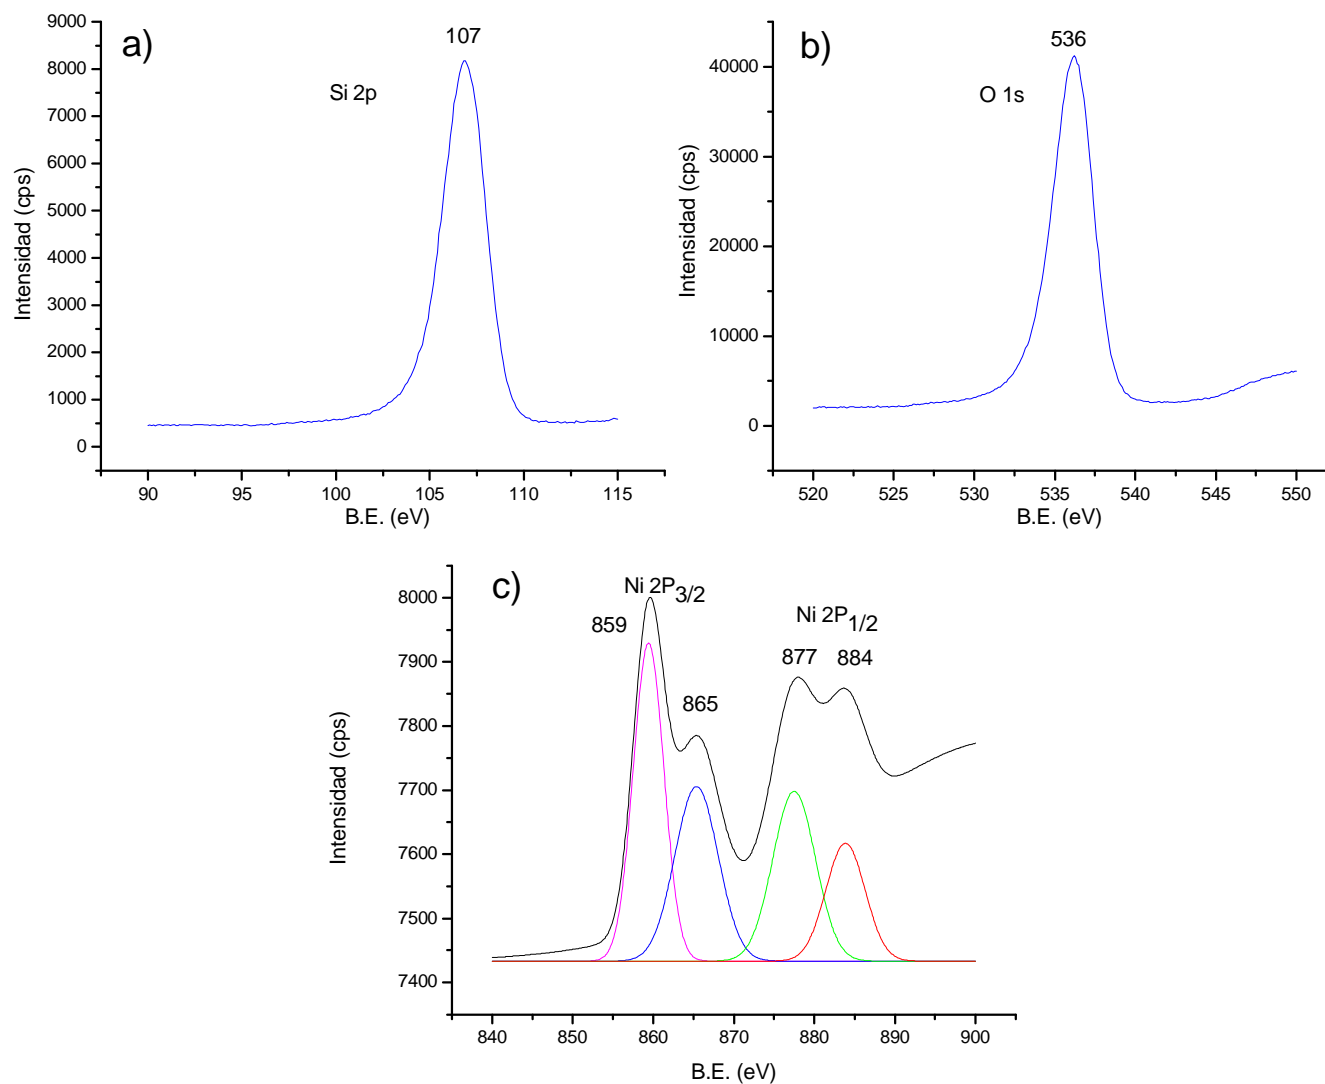 a)
107
Si 2p
9000
8000
7000
6000
5000
4000
3000
2000
1000
0
Intensidad (cps)
90 95 100 105 110 115
B.E. (eV)
b)
536
O 1s
40000
30000
20000
10000
0
Intensidad (cps)
520 525 530 535 540 545 550
B.E. (eV)
c)
Ni 2P3/2
859
865
Ni 2P1/2
877 884
8000
7900
7800
7700
7600
7500
7400
Intensidad (cps)
840 850 860 870 880 890 900
B.E. (eV)